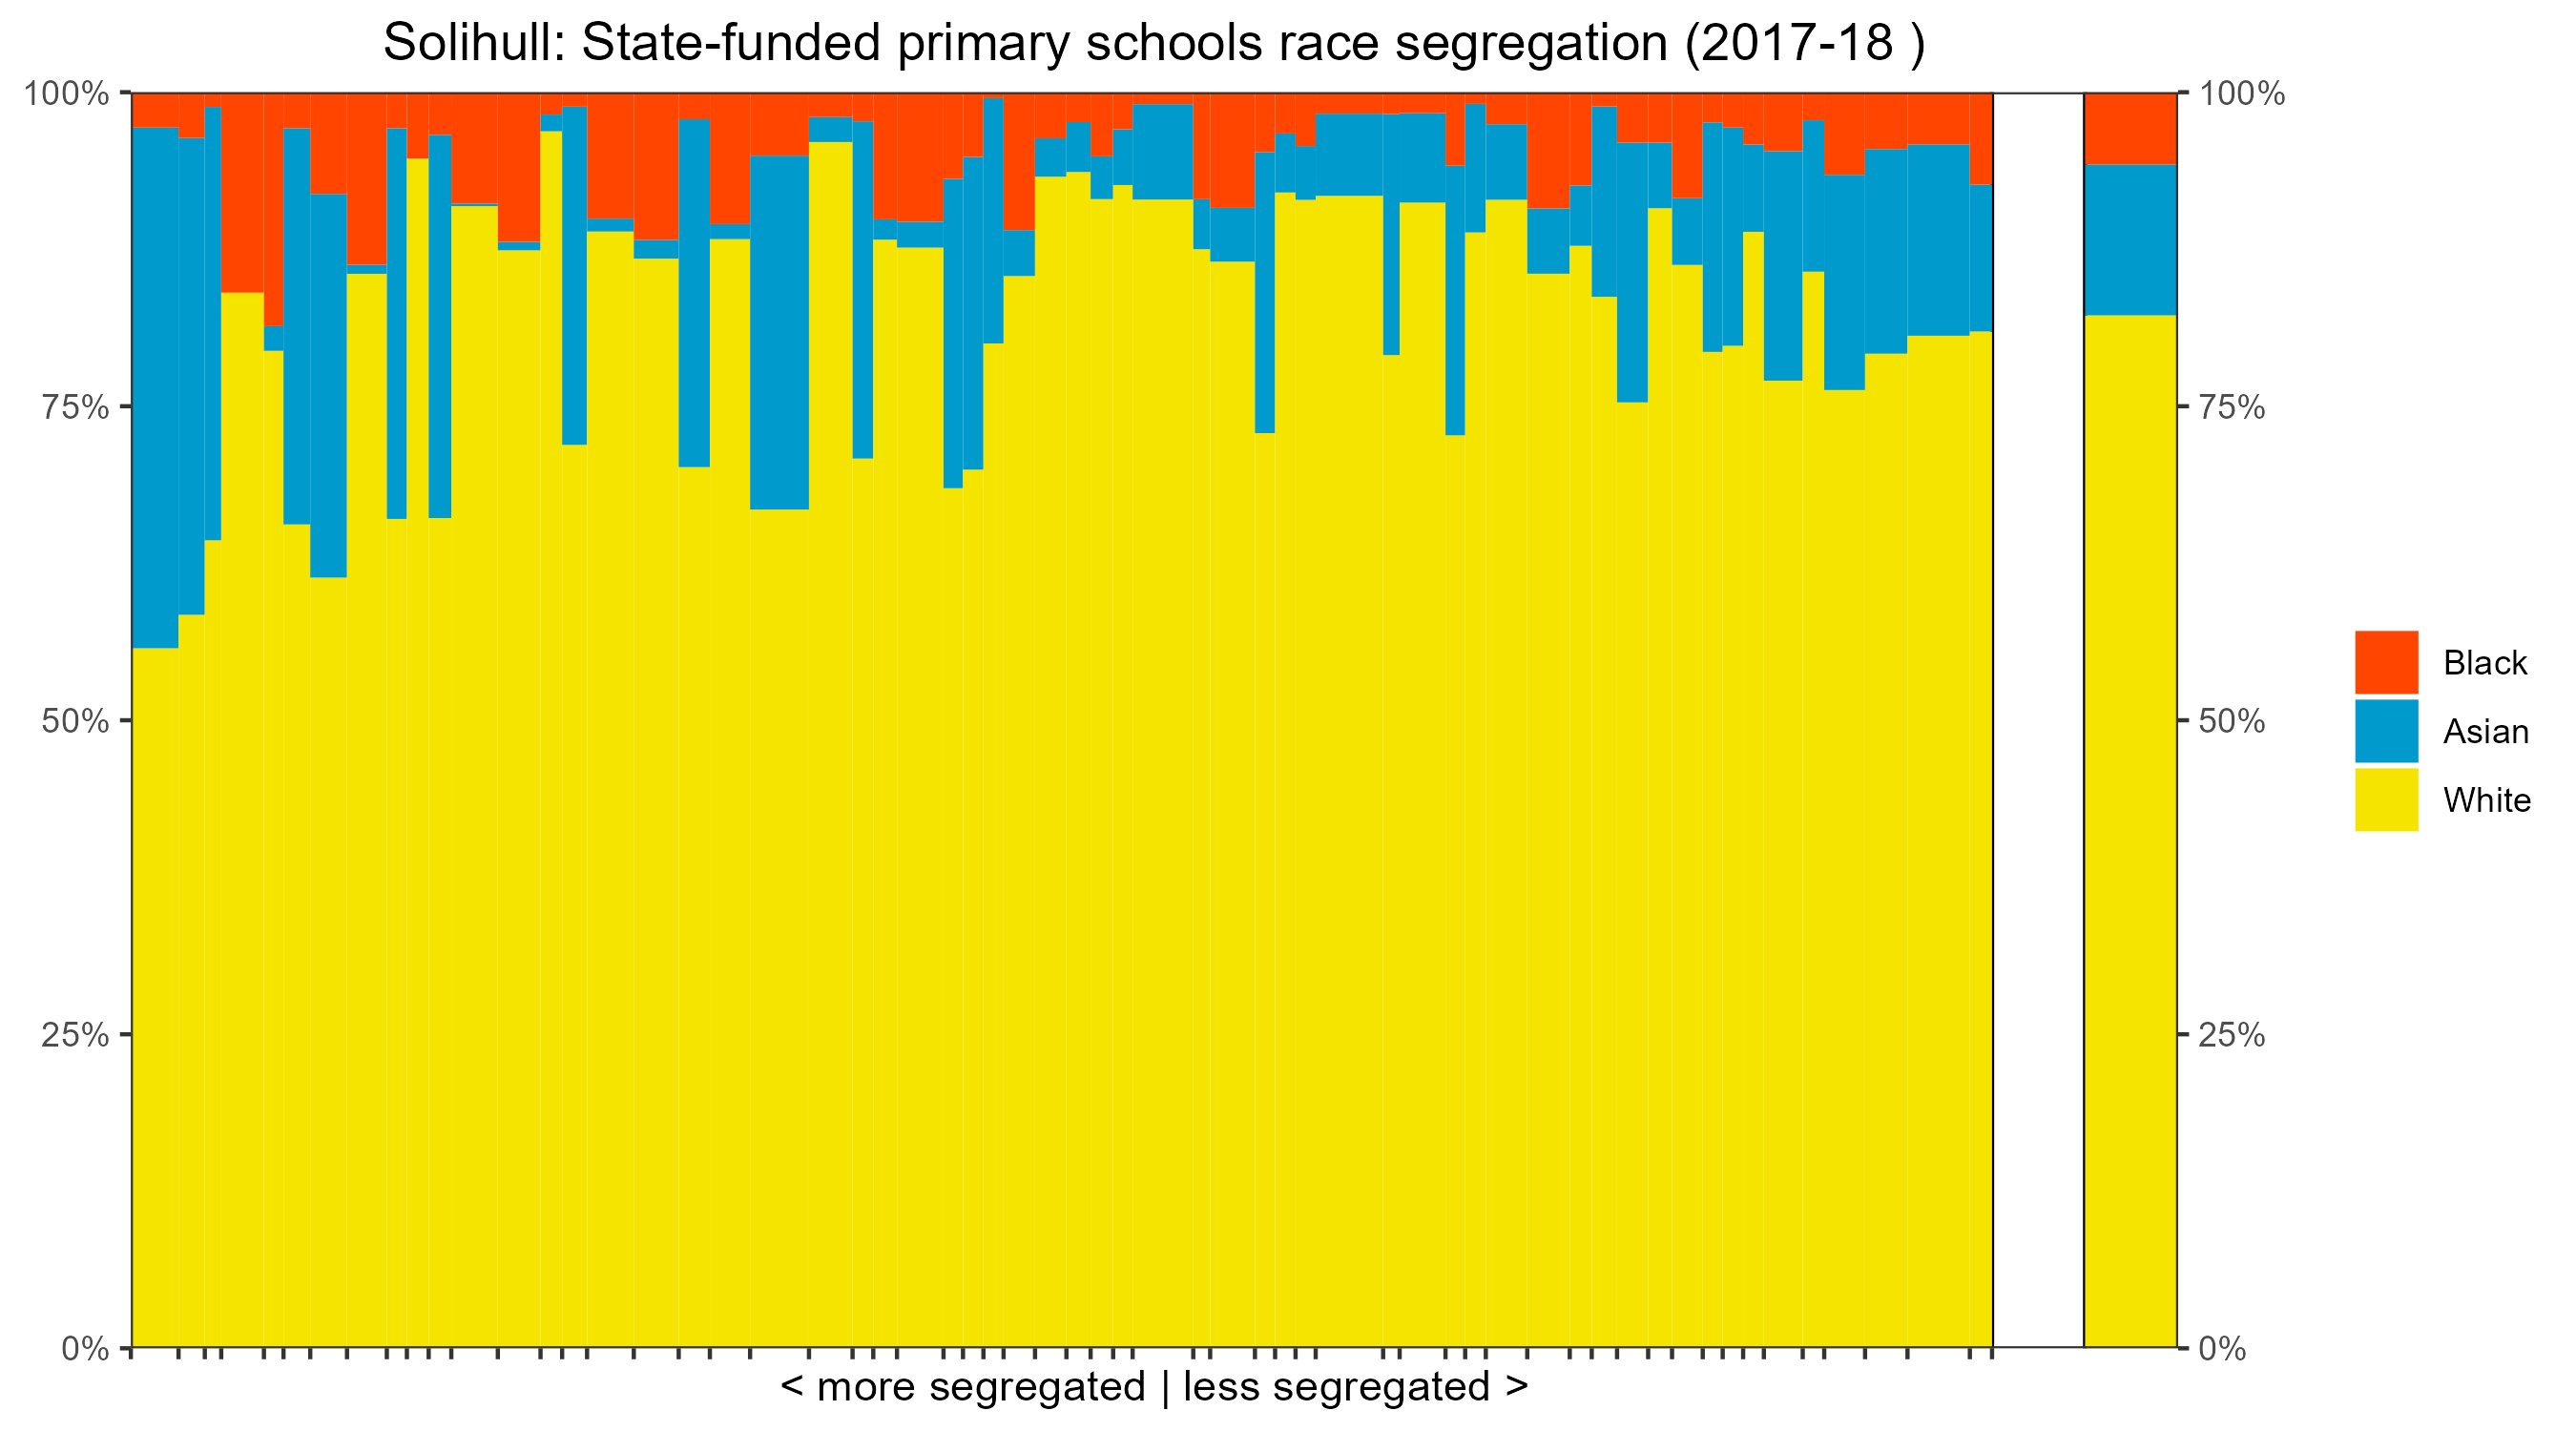 Solihull: State-funded primary schools race segregation (2017-18 )
100%
75%
50%
25%
0%
100%
75%
50%
25%
0%
Black
Asian
White
< more segregated | less segregated >